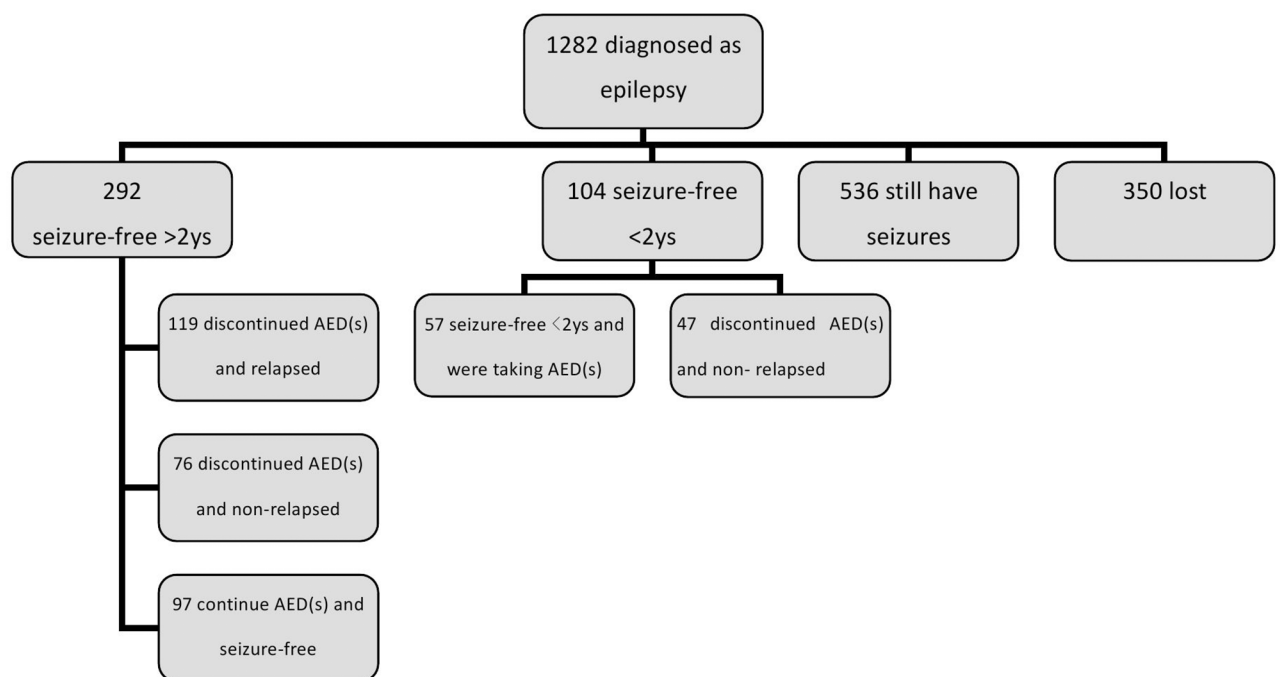 1282 diagnosed as
epilepsy
292
seizure-free >2ys
104 seizure-free
<2ys
536 still have
seizures
350 lost
119 discontinued AED(s)
and relapsed
57 seizure-free <2ys and
were taking AED(s)
47 discontinued AED(s)
and non- relapsed
76 discontinued AED(s)
and non-relapsed
97 continue AED(s) and
seizure-free